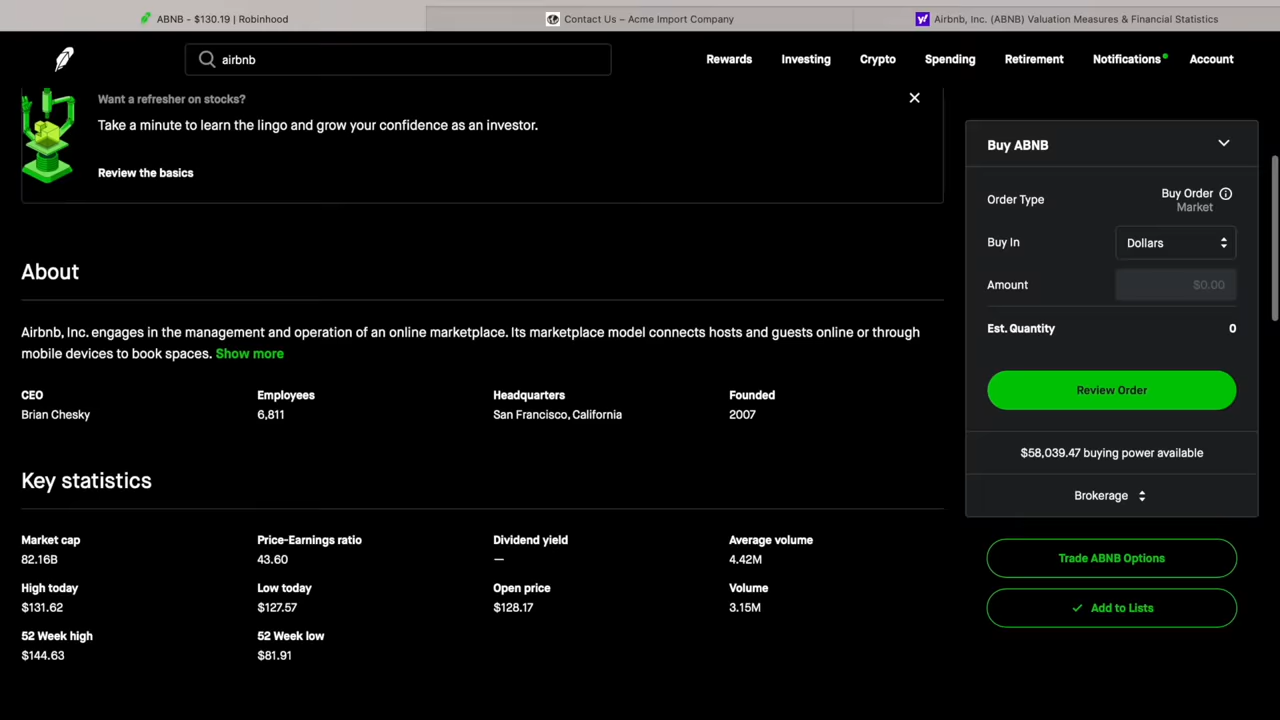 ABNB - $130.19 | Robinhood
Contact Us – Acme Import Company
Airbnb, Inc. (ABNB) Valuation Measures & Financial Statistics
airbnb
Rewards
Investing
Crypto
Spending
Retirement
Notifications
Account
Want a refresher on stocks?
Take a minute to learn the lingo and grow your confidence as an investor.
Review the basics
About
Airbnb, Inc. engages in the management and operation of an online marketplace. Its marketplace model connects hosts and guests online or through
mobile devices to book spaces. Show more
CEO
Brian Chesky
Employees
6,811
Headquarters
San Francisco, California
Founded
2007
Key statistics
Market cap
82.16B
Price-Earnings ratio
43.60
Dividend yield
—
Average volume
4.42M
High today
$131.62
Low today
$127.57
Open price
$128.17
Volume
3.15M
52 Week high
$144.63
52 Week low
$81.91
Buy ABNB
Order Type
Buy Order
Market
Buy In
Dollars
Amount
$0.00
Est. Quantity
0
Review Order
$58,039.47 buying power available
Brokerage
Trade ABNB Options
Add to Lists